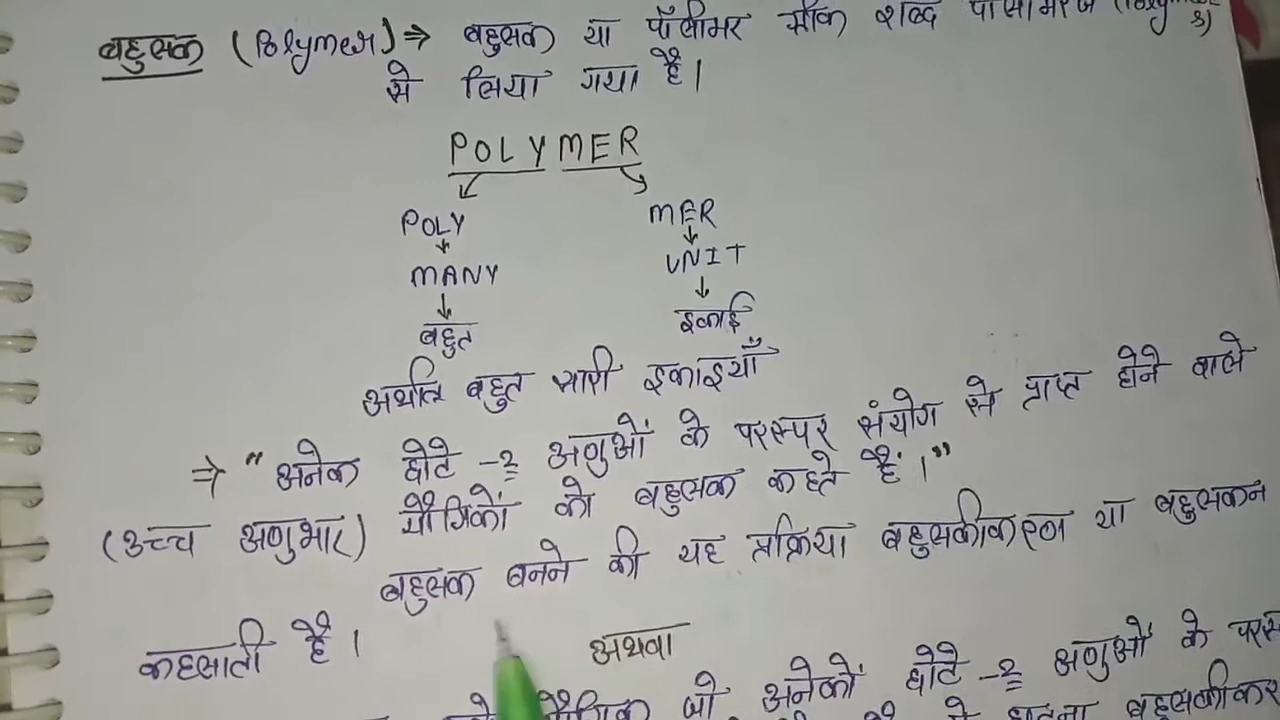 बहुलक (Polymer) ⇒ बहुलक या पॉलीमर ग्रीक शब्द
से लिया गया है।
POLYMER
POLY MER
MANY UNIT
बहुत इकाई
अर्थात बहुत सारी इकाइयाँ
⇒ "अनेक छोटे -२ अणुओं के परस्पर संयोग से प्राप्त होने वाले
(उच्च अणुभार) यौगिकों को बहुलक कहते हैं।"
बहुलक बनने की यह प्रक्रिया बहुलकीकरण या बहुलकन
कहलाती है।
अथवा
जो अनेकों छोटे -२ अणुओं के